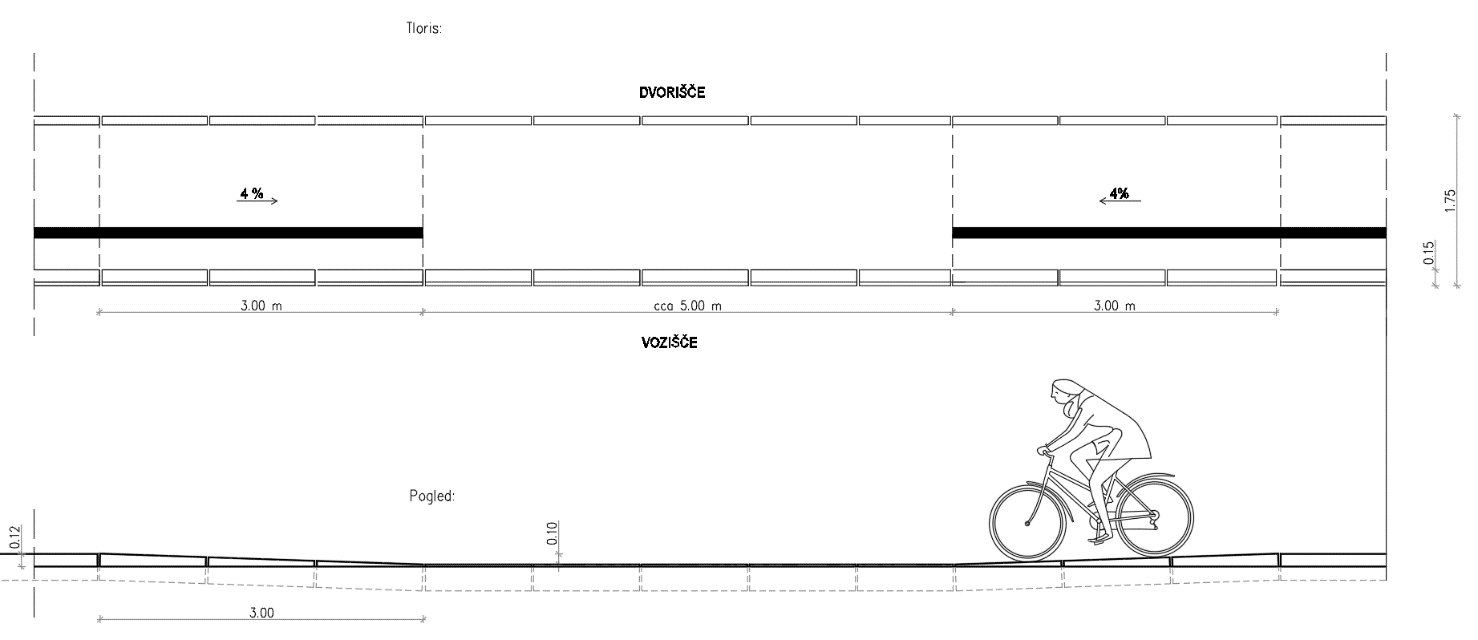 Tloris:
DVORIŠČE
4 %
4%
1.75
0.15
3.00 m
cca 5.00 m
3.00 m
VOZIŠČE
Pogled:
0.12
0.10
3.00